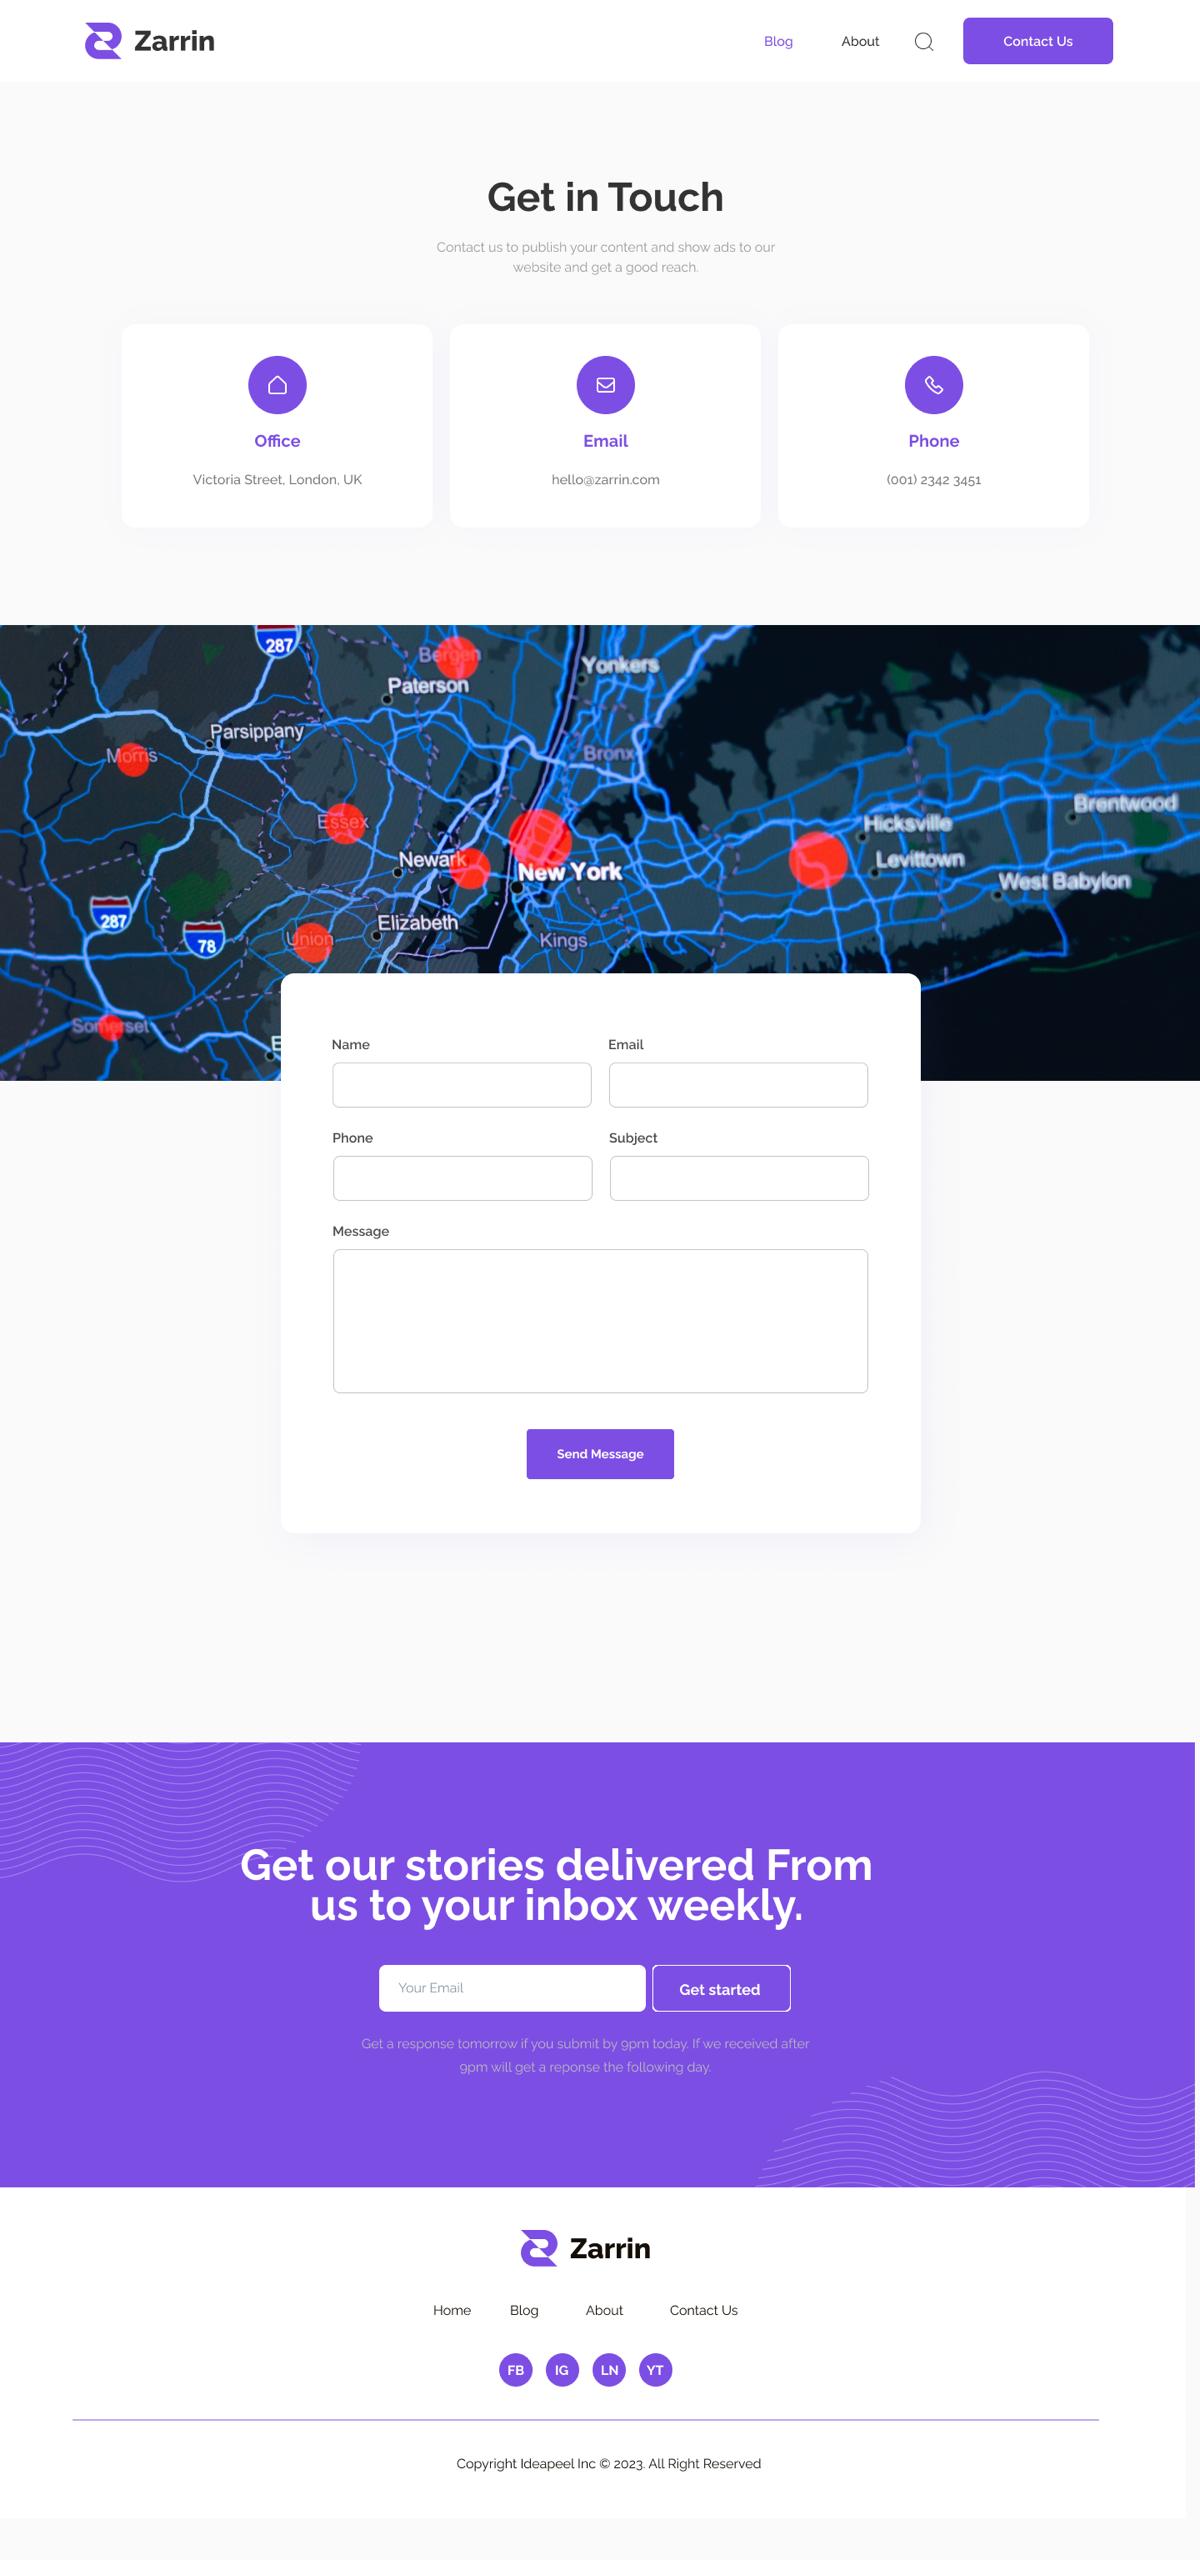 Zarrin
Blog
About
Contact Us
Get in Touch
Contact us to publish your content and show ads to our
website and get a good reach.
Office
Email
Phone
Victoria Street, London, UK
hello@zarrin.com
(001) 2342 3451
287
Bergen
Yonkers
Paterson
Parsippany
Morris
Bronx
Brentwood
Essex
Hicksville
Newark
Levittown
New York
West Babylon
287
78
Elizabeth
Union
Kings
Somerset
Name
Email
Phone
Subject
Message
Send Message
Get our stories delivered From
us to your inbox weekly.
Your Email
Get started
Get a response tomorrow if you submit by 9pm today. If we received after
9pm will get a reponse the following day.
Zarrin
Home
Blog
About
Contact Us
FB
IG
LN
YT
Copyright Ideapeel Inc © 2023. All Right Reserved